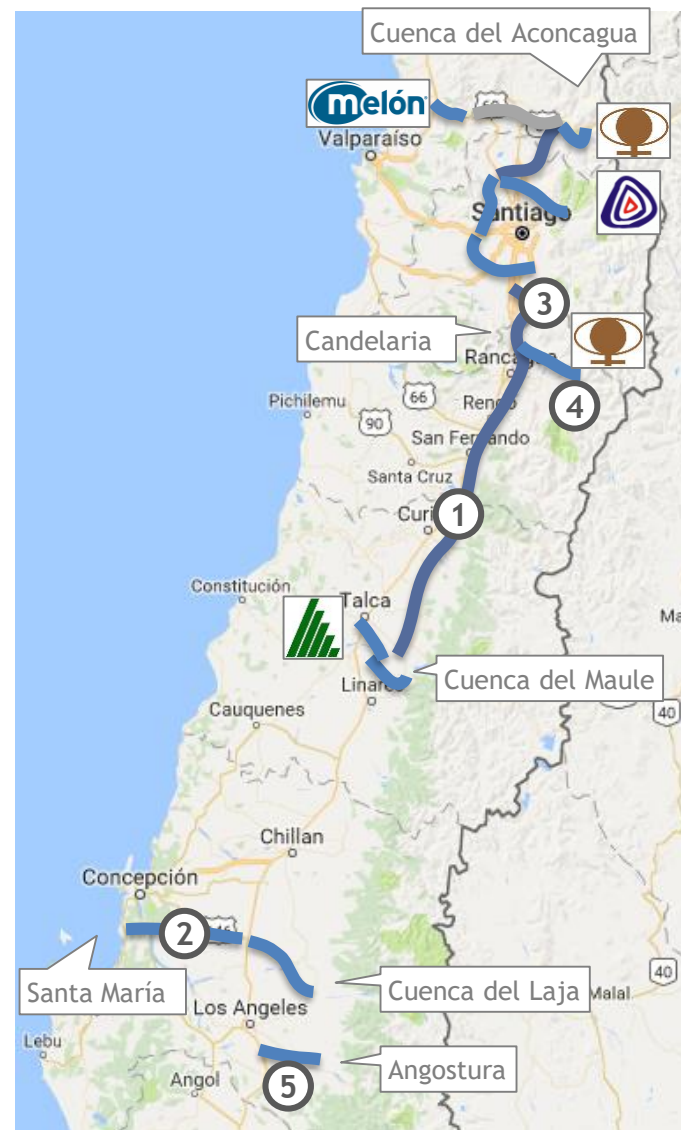 Cuenca del Aconcagua
melón
Valparaíso
Santiago
3
Candelaria
Rancagua
4
Pichilemu
66
Rengo
90
San Fernando
Santa Cruz
1
Constitución
Talca
Cuenca del Maule
Linares
40
Cauquenes
Chillan
Concepción
2
Santa María
Cuenca del Laja
Malal
40
Los Angeles
Lebu
Angostura
Angol
5